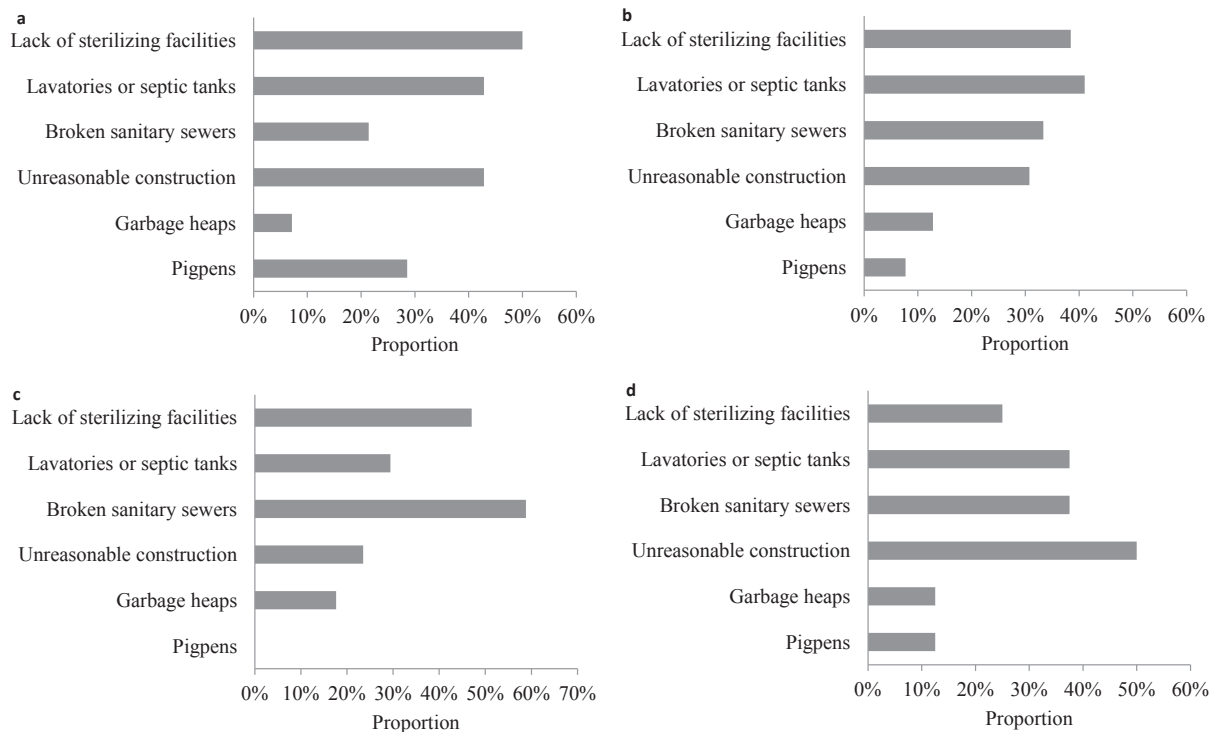 a
Lack of sterilizing facilities
Lavatories or septic tanks
Broken sanitary sewers
Unreasonable construction
Garbage heaps
Pigpens
0% 10% 20% 30% 40% 50% 60%
Proportion
b
Lack of sterilizing facilities
Lavatories or septic tanks
Broken sanitary sewers
Unreasonable construction
Garbage heaps
Pigpens
0% 10% 20% 30% 40% 50% 60%
Proportion
c
Lack of sterilizing facilities
Lavatories or septic tanks
Broken sanitary sewers
Unreasonable construction
Garbage heaps
Pigpens
0% 10% 20% 30% 40% 50% 60% 70%
Proportion
d
Lack of sterilizing facilities
Lavatories or septic tanks
Broken sanitary sewers
Unreasonable construction
Garbage heaps
Pigpens
0% 10% 20% 30% 40% 50% 60%
Proportion